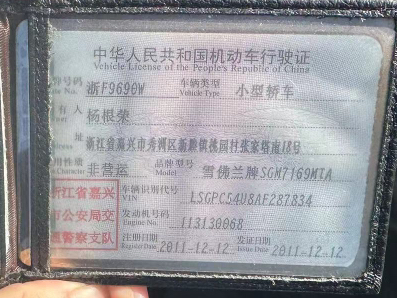 中华人民共和国机动车行驶证
Vehicle License of the People's Republic of China
号牌号码 浙F9690W 车辆类型 小型轿车
Plate No. Vehicle Type
有人 杨根荣
浙江省嘉兴市秀洲区新塍镇桃园村张家塔南18号
用性质 非营运 品牌型号 雪佛兰牌SGM7169MTA
浙江省嘉兴 车辆识别代号 LSGPC54U8AF287834
VIN
市公安局交 发动机号码 113130068
Engine No.
通警察支队 注册日期 2011-12-12 发证日期 2011-12-12
Register Date Issue Date